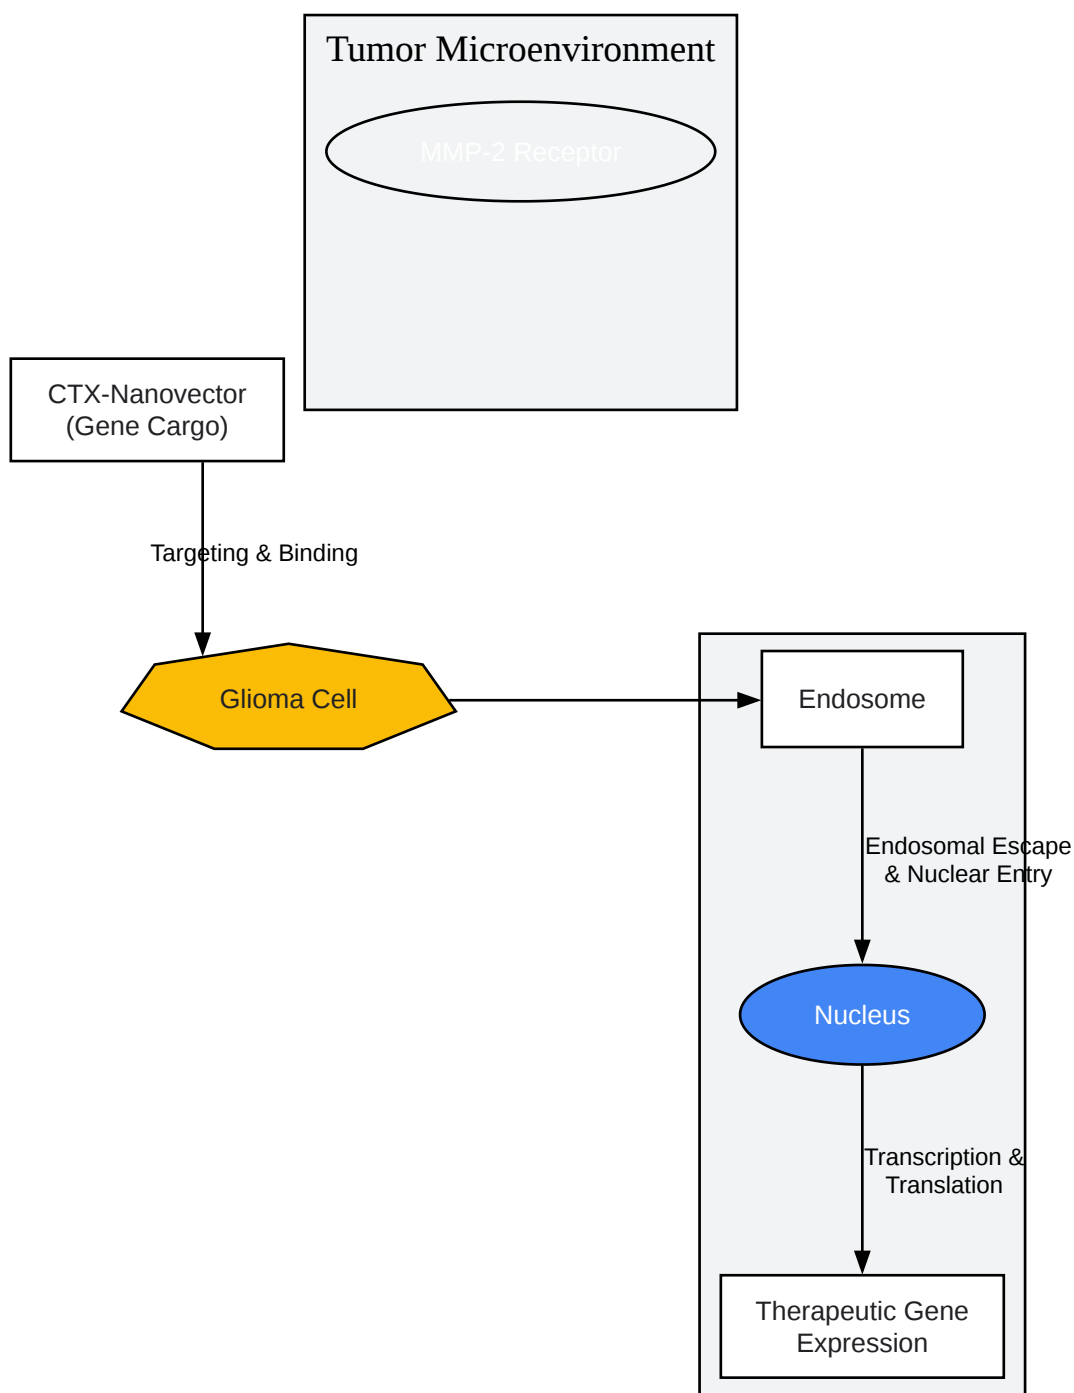 Tumor Microenvironment
MMP-2 Receptor
CTX-Nanovector
(Gene Cargo)
Targeting & Binding
Glioma Cell
Endosome
Endosomal Escape
& Nuclear Entry
Nucleus
Transcription &
Translation
Therapeutic Gene
Expression